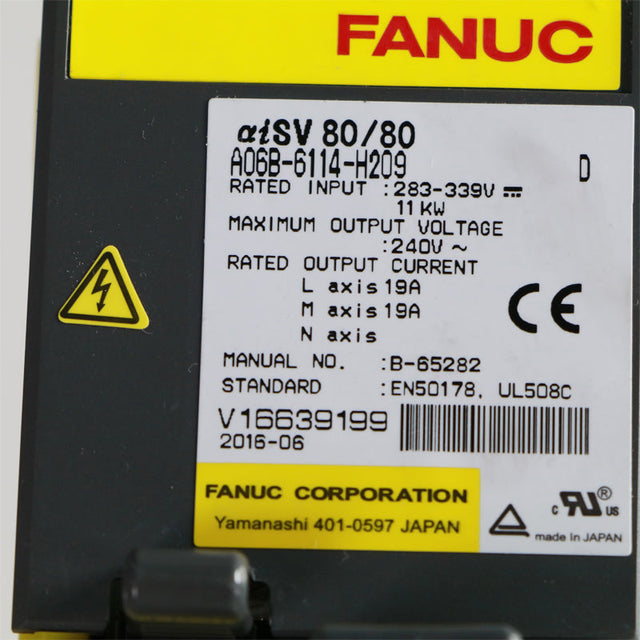 FANUC
αiSV 80/80
A06B-6114-H209 D
RATED INPUT :283-339V ⎓
11KW
MAXIMUM OUTPUT VOLTAGE
:240V ~
RATED OUTPUT CURRENT
L axis 19A
M axis 19A
N axis
CE
MANUAL NO. :B-65282
STANDARD :EN50178, UL508C
V16639199
2016-06
FANUC CORPORATION
Yamanashi 401-0597 JAPAN
c RU ® US
made in JAPAN